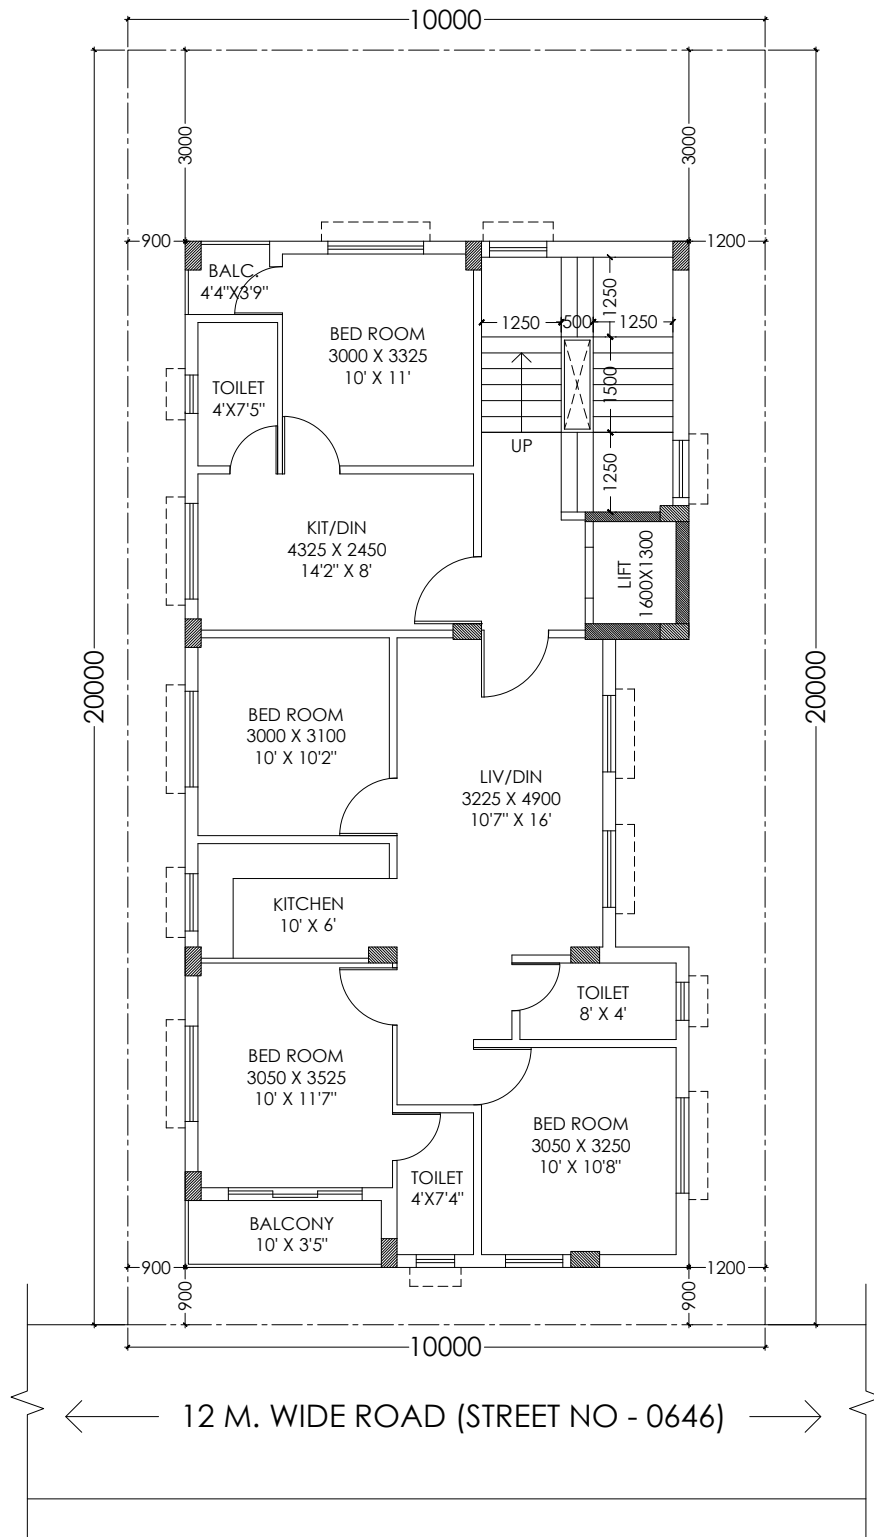 10000
3000
3000
900
1200
BALC.
4'4"X3'9"
1250
1250
500
1250
BED ROOM
3000 X 3325
10' X 11'
TOILET
4'X7'5"
1500
UP
1250
KIT/DIN
4325 X 2450
14'2" X 8'
LIFT
1600X1300
20000
20000
BED ROOM
3000 X 3100
10' X 10'2"
LIV/DIN
3225 X 4900
10'7" X 16'
KITCHEN
10' X 6'
TOILET
8' X 4'
BED ROOM
3050 X 3525
10' X 11'7"
BED ROOM
3050 X 3250
10' X 10'8"
TOILET
4'X7'4"
BALCONY
10' X 3'5"
900
1200
900
900
10000
12 M. WIDE ROAD (STREET NO - 0646)